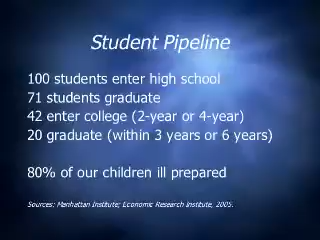 Student Pipeline
100 students enter high school
71 students graduate
42 enter college (2-year or 4-year)
20 graduate (within 3 years or 6 years)
80% of our children ill prepared
Sources: Manhattan Institute; Economic Research Institute, 2005.